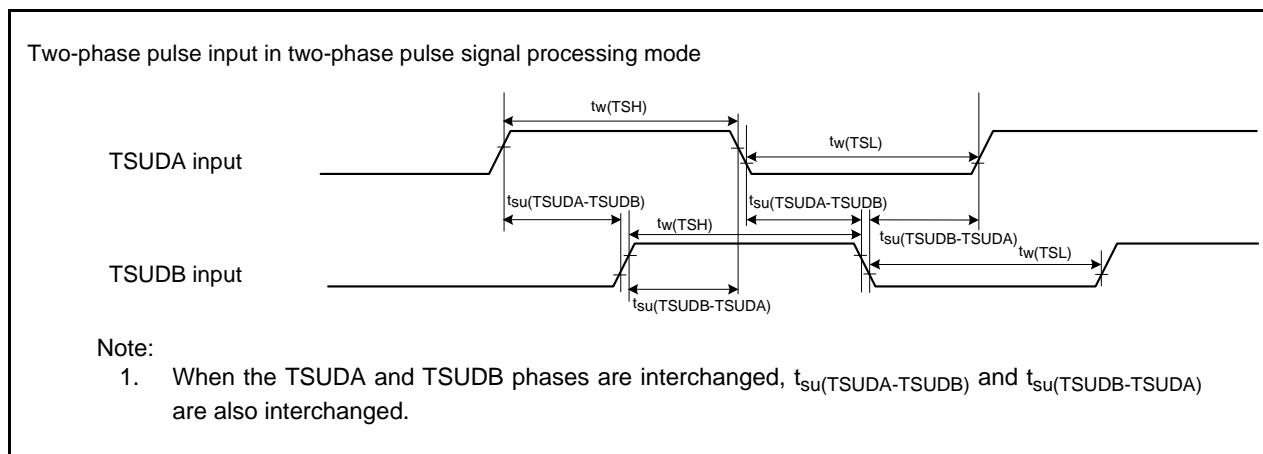 Two-phase pulse input in two-phase pulse signal processing mode
tw(TSH)
TSUDA input
tw(TSL)
tsu(TSUDA-TSUDB)
tsu(TSUDA-TSUDB)
tw(TSH)
tsu(TSUDB-TSUDA)
tw(TSL)
TSUDB input
tsu(TSUDB-TSUDA)
Note:
1. When the TSUDA and TSUDB phases are interchanged, tsu(TSUDA-TSUDB) and tsu(TSUDB-TSUDA)
are also interchanged.